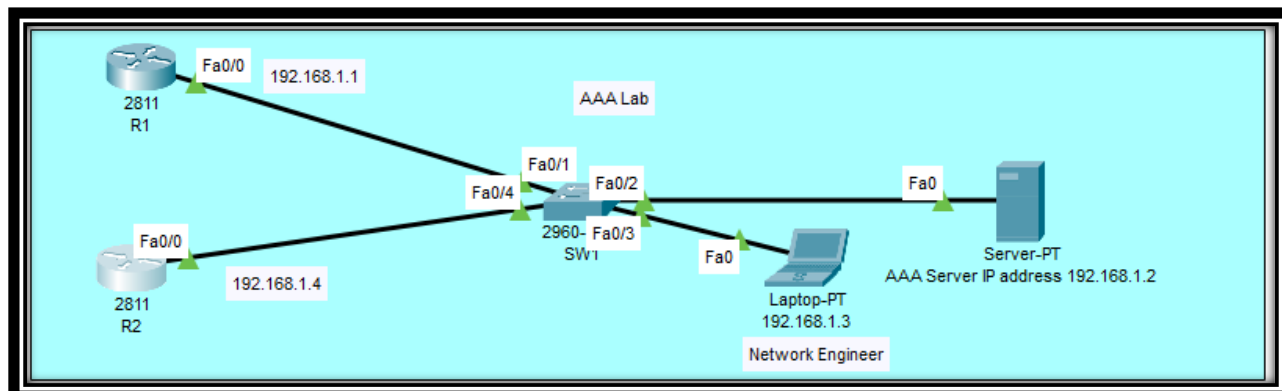 Fa0/0
192.168.1.1
2811
R1
AAA Lab
Fa0/1
Fa0/4
Fa0/2
Fa0
2960-
Fa0/3
SW1
Fa0/0
192.168.1.4
2811
R2
Fa0
Server-PT
AAA Server IP address 192.168.1.2
Laptop-PT
192.168.1.3
Network Engineer